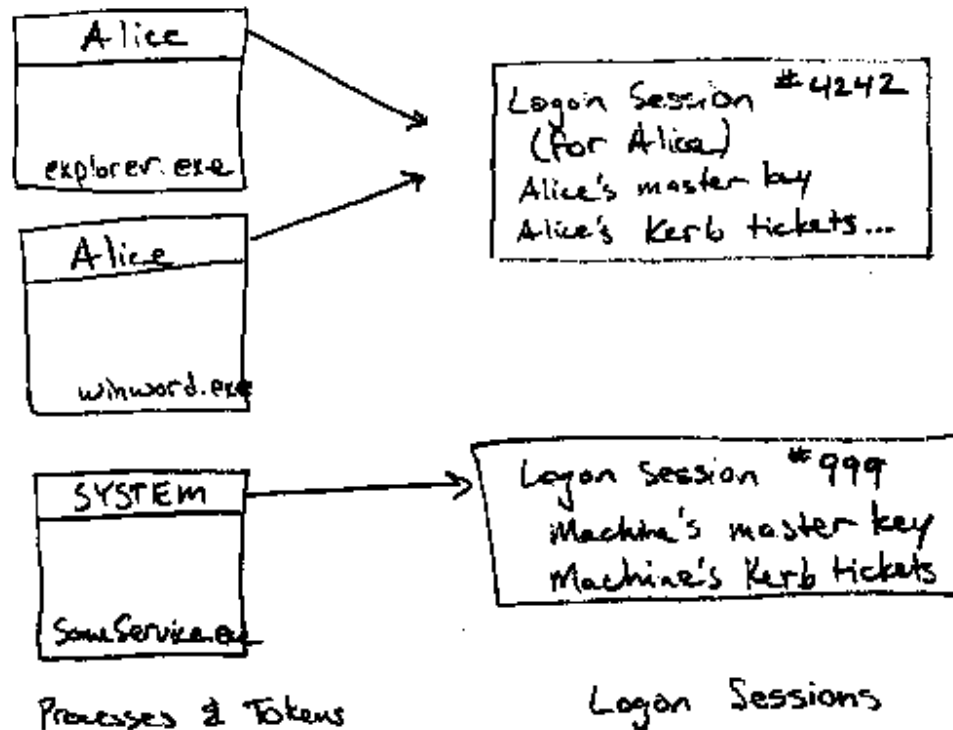 Alice
explorer.exe
Alice
winword.exe
SYSTEM
SomeService.exe
Processes & Tokens
Logon Session #4242
(for Alice)
Alice's master key
Alice's Kerb tickets...
Logon Session #999
Machine's master key
Machine's Kerb tickets
Logon Sessions